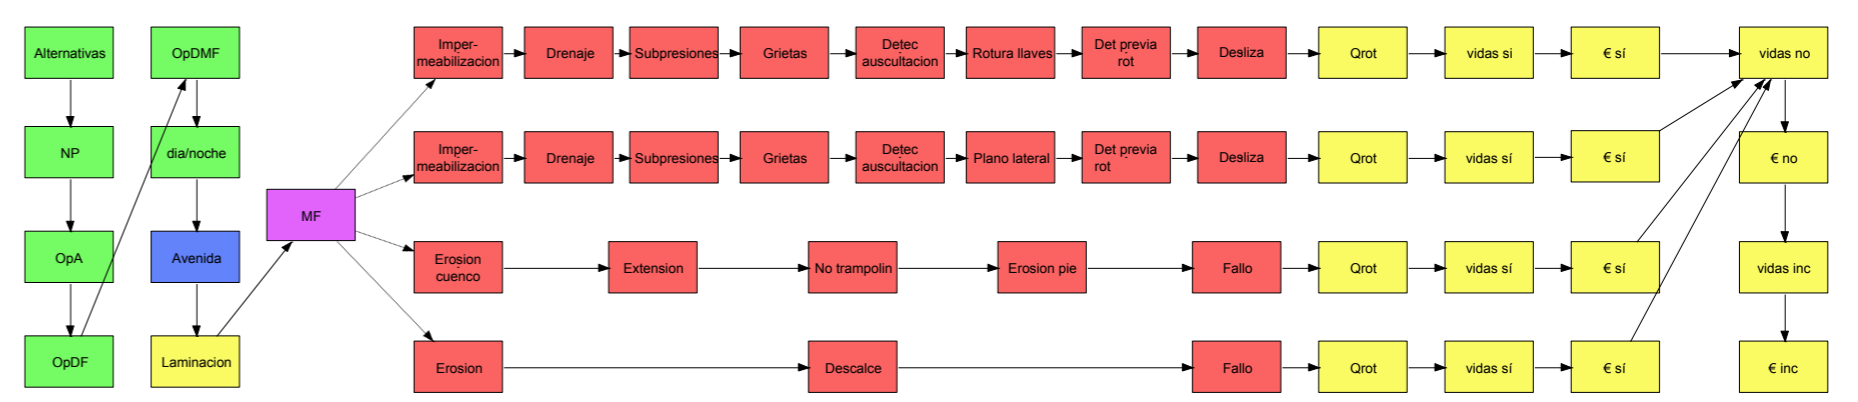 Alternativas
NP
OpA
OpDF
OpDMF
dia/noche
Avenida
Laminacion
MF
Imper-
meabilizacion
Drenaje
Subpresiones
Grietas
Detec
auscultacion
Rotura llaves
Det previa
rot
Desliza
Qrot
vidas si
€ sí
Imper-
meabilizacion
Drenaje
Subpresiones
Grietas
Detec
auscultacion
Plano lateral
Det previa
rot
Desliza
Qrot
vidas sí
€ sí
Erosion
cuenco
Extension
No trampolin
Erosion pie
Fallo
Qrot
vidas sí
€ sí
Erosion
Descalce
Fallo
Qrot
vidas sí
€ sí
vidas no
€ no
vidas inc
€ inc